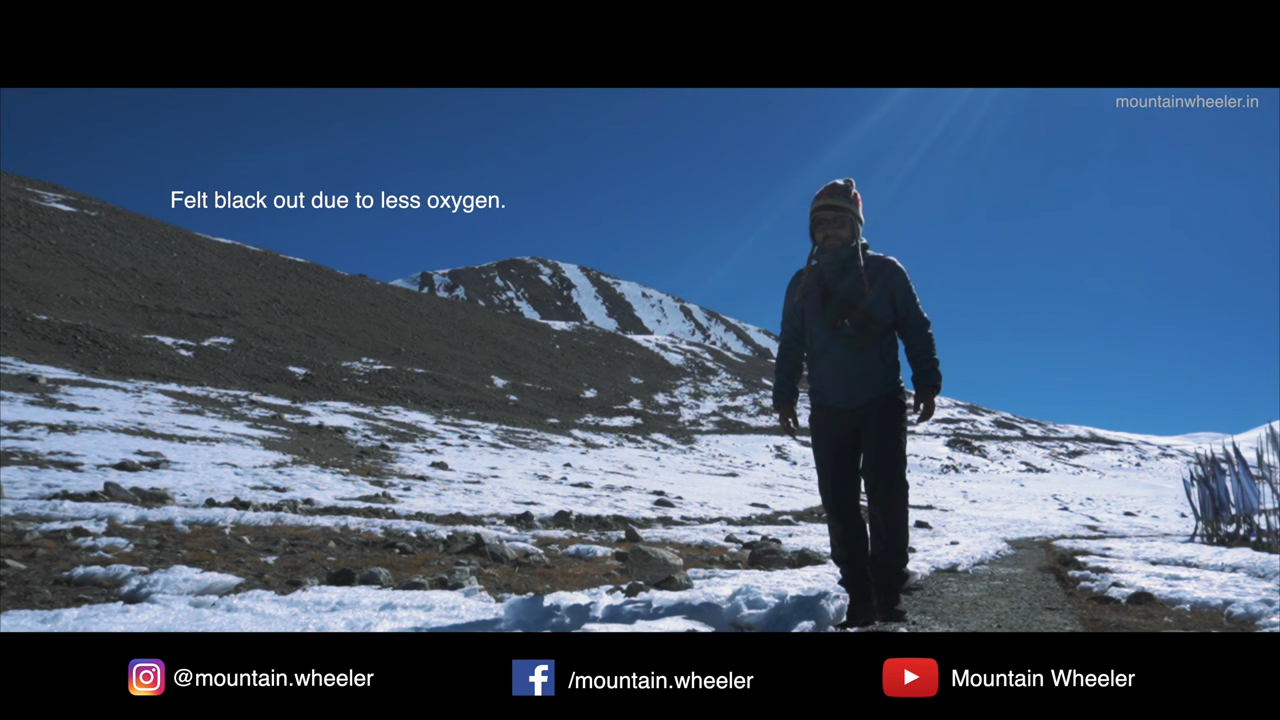 mountainwheeler.in
Felt black out due to less oxygen.
@mountain.wheeler
/mountain.wheeler
Mountain Wheeler